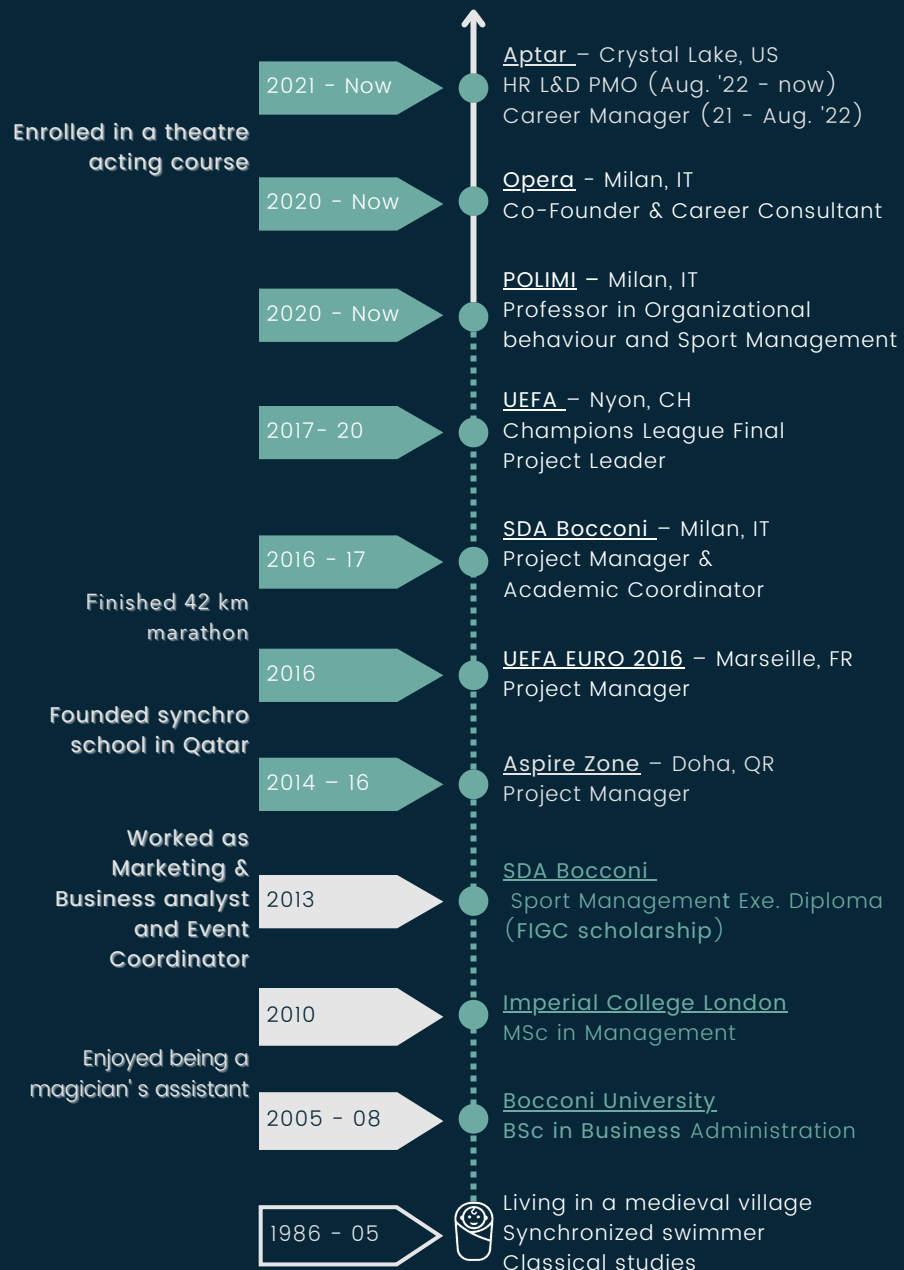 Aptar – Crystal Lake, US
2021 - Now
HR L&D PMO (Aug. '22 - now)
Career Manager (21 - Aug. '22)
Enrolled in a theatre
acting course
Opera - Milan, IT
2020 - Now
Co-Founder & Career Consultant
POLIMI – Milan, IT
2020 - Now
Professor in Organizational
behaviour and Sport Management
UEFA – Nyon, CH
2017- 20
Champions League Final
Project Leader
SDA Bocconi – Milan, IT
2016 - 17
Project Manager &
Academic Coordinator
Finished 42 km
marathon
UEFA EURO 2016 – Marseille, FR
2016
Project Manager
Founded synchro
school in Qatar
Aspire Zone – Doha, QR
2014 – 16
Project Manager
Worked as
Marketing &
Business analyst
and Event
Coordinator
SDA Bocconi
2013
Sport Management Exe. Diploma
(FIGC scholarship)
Imperial College London
2010
MSc in Management
Enjoyed being a
magician' s assistant
Bocconi University
2005 - 08
BSc in Business Administration
Living in a medieval village
1986 - 05
Synchronized swimmer
Classical studies